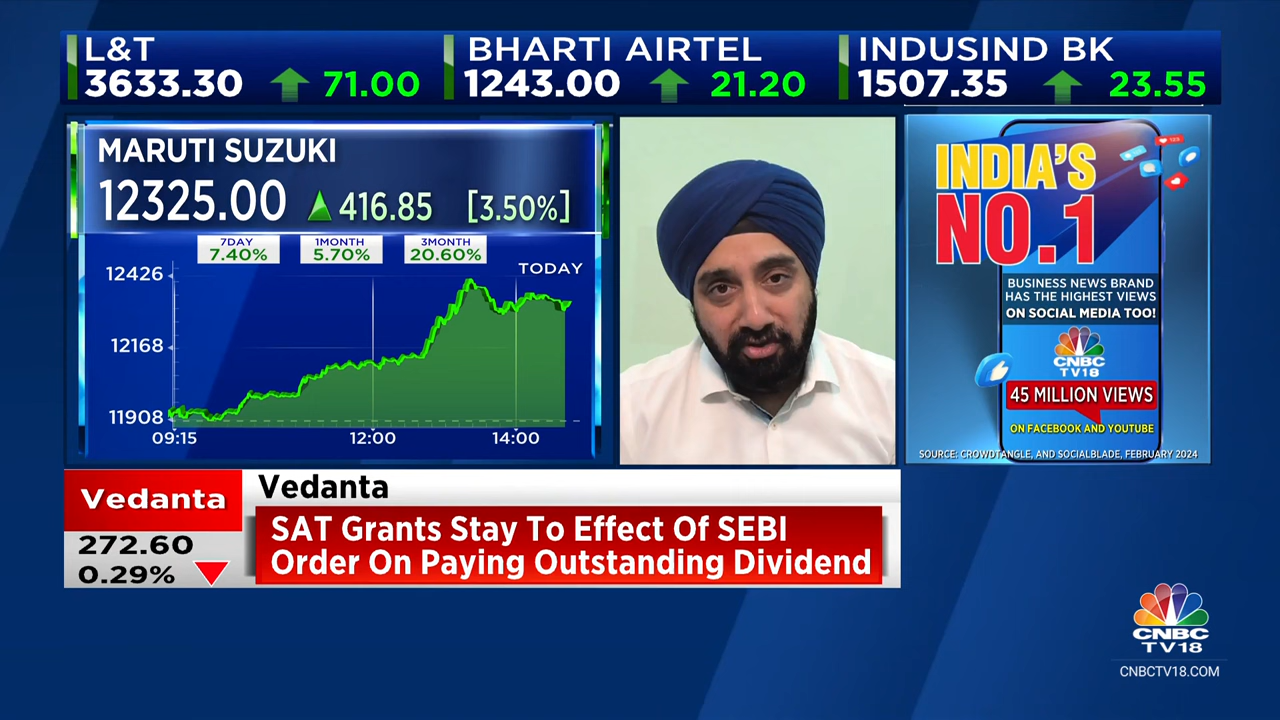 L&T
3633.30 71.00
BHARTI AIRTEL
1243.00 21.20
INDUSIND BK
1507.35 23.55
MARUTI SUZUKI
12325.00 416.85 [3.50%]
7DAY
7.40%
1MONTH
5.70%
3MONTH
20.60%
TODAY
12426
12168
11908
09:15 12:00 14:00
INDIA'S
NO.1
BUSINESS NEWS BRAND
HAS THE HIGHEST VIEWS
ON SOCIAL MEDIA TOO!
CNBC
TV18
45 MILLION VIEWS
ON FACEBOOK AND YOUTUBE
SOURCE: CROWDTANGLE, AND SOCIALBLADE, FEBRUARY 2024
Vedanta
272.60
0.29%
Vedanta
SAT Grants Stay To Effect Of SEBI
Order On Paying Outstanding Dividend
CNBC
TV18
CNBCTV18.COM